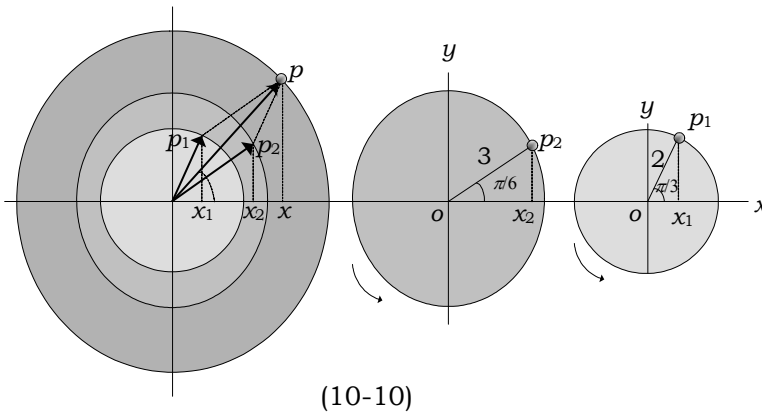 y
p
y
p₁
p₁
p₂
p₂
3
2
π/6
π/3
x₁
x₂
x
o
x₂
o
x₁
x
(10-10)